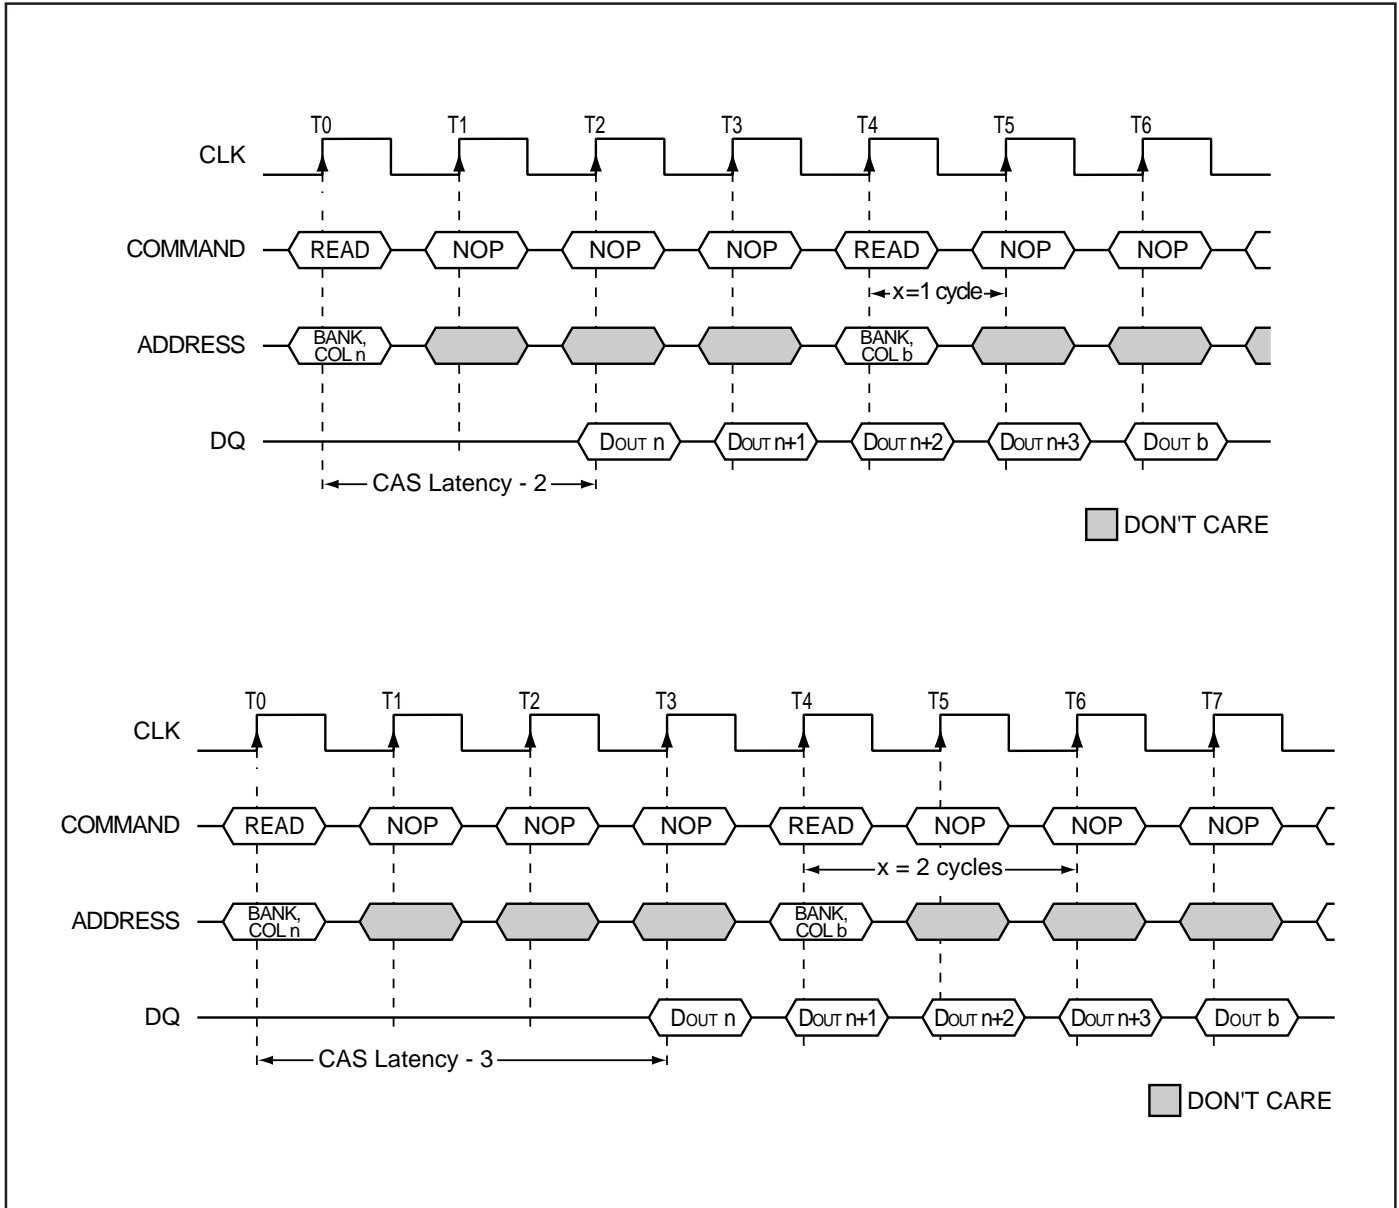 T0 T1 T2 T3 T4 T5 T6
CLK
COMMAND READ NOP NOP NOP READ NOP NOP
x=1 cycle
ADDRESS BANK, COL n BANK, COL b
DQ DOUT n DOUT n+1 DOUT n+2 DOUT n+3 DOUT b
CAS Latency - 2
DON'T CARE
T0 T1 T2 T3 T4 T5 T6 T7
CLK
COMMAND READ NOP NOP NOP READ NOP NOP NOP
x = 2 cycles
ADDRESS BANK, COL n BANK, COL b
DQ DOUT n DOUT n+1 DOUT n+2 DOUT n+3 DOUT b
CAS Latency - 3
DON'T CARE